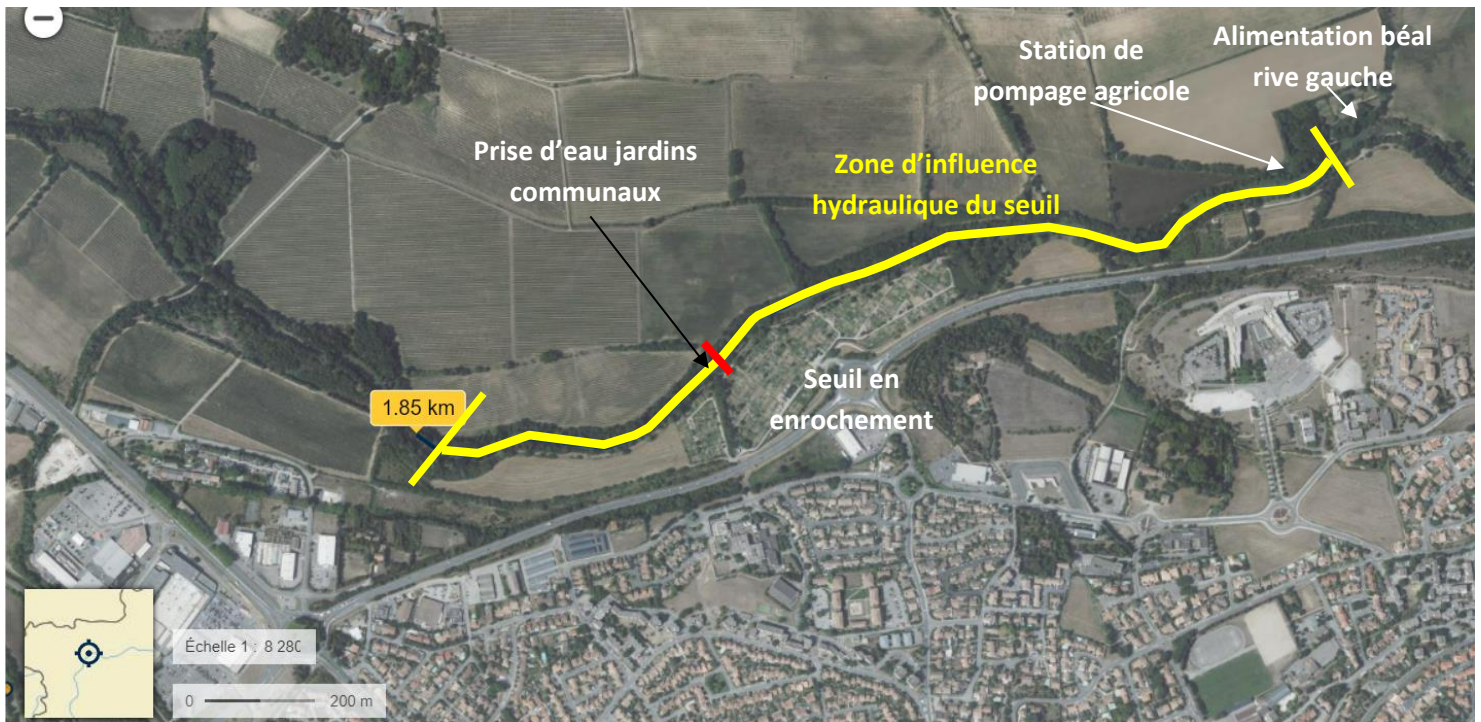 Station de
pompage agricole
Alimentation béal
rive gauche
Prise d’eau jardins
communaux
Zone d’influence
hydraulique du seuil
1.85 km
Seuil en
enrochement
Échelle 1 : 8 280
0 200 m